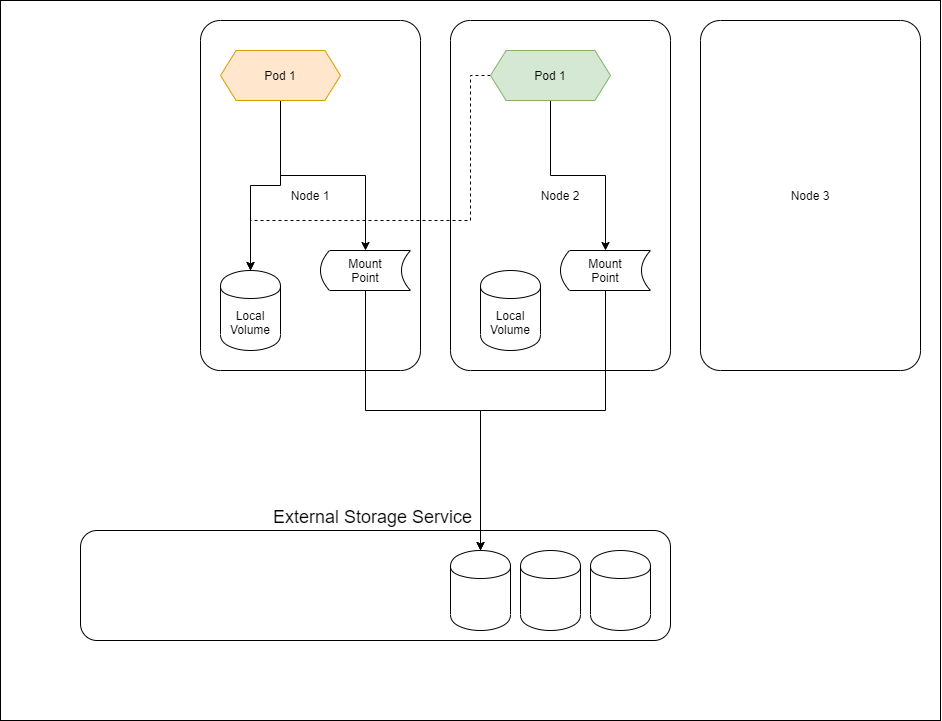 Pod 1
Pod 1
Node 1
Node 2
Node 3
Mount
Point
Mount
Point
Local
Volume
Local
Volume
External Storage Service